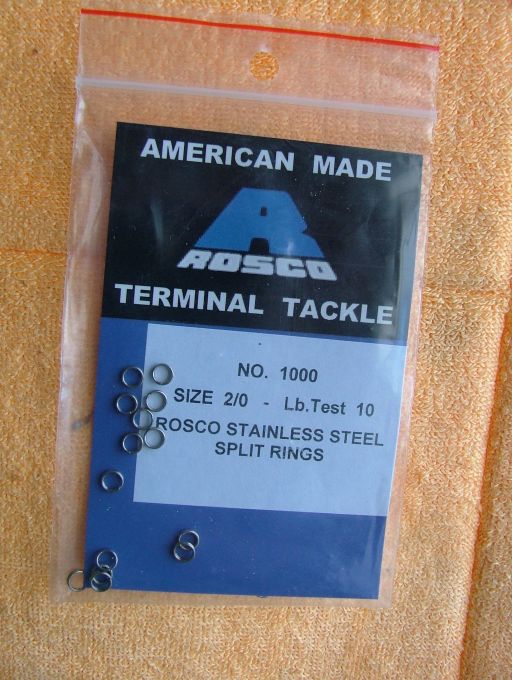 AMERICAN MADE
R
ROSCO
TERMINAL TACKLE
NO. 1000
SIZE 2/0 - Lb.Test 10
ROSCO STAINLESS STEEL
SPLIT RINGS